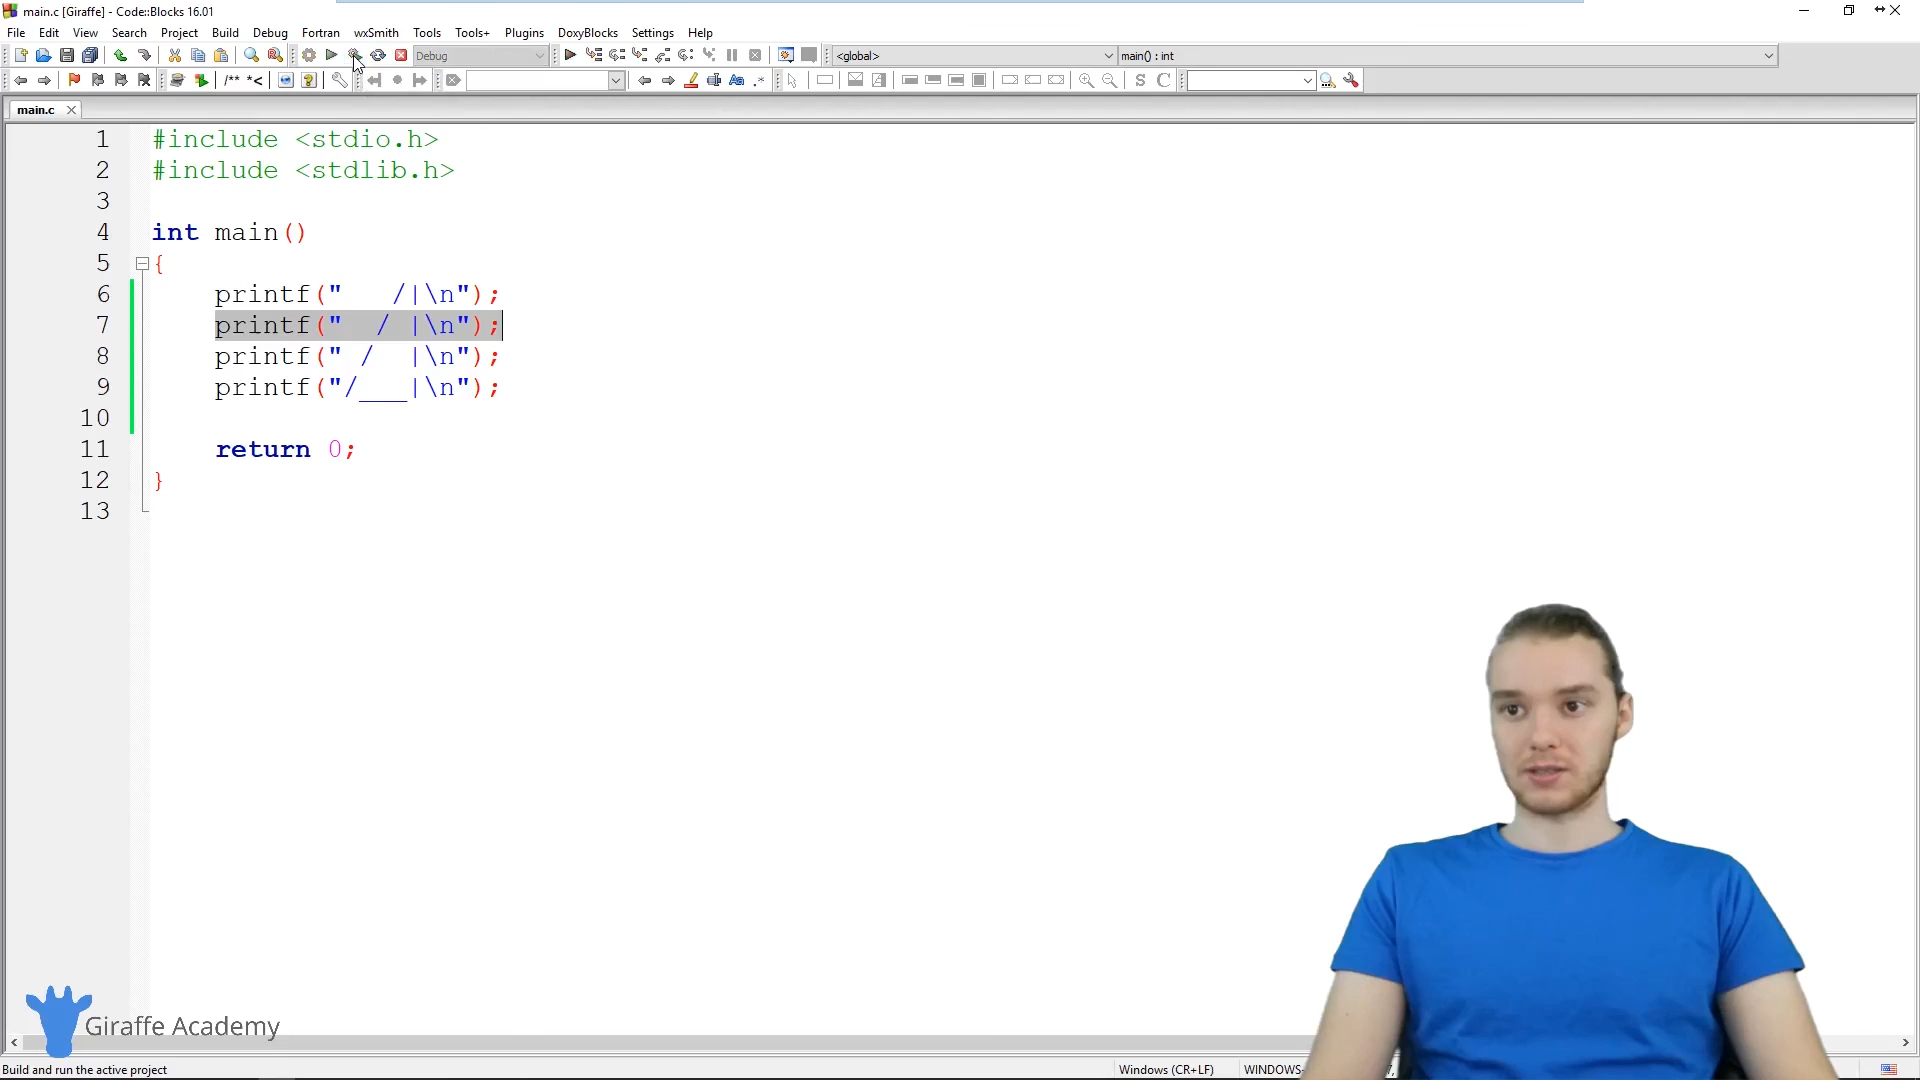 main.c [Giraffe] - Code::Blocks 16.01
File Edit View Search Project Build Debug Fortran wxSmith Tools Tools+ Plugins DoxyBlocks Settings Help
Debug <global> main() : int
/** *< Aa .* S C
main.c
1 #include <stdio.h>
2 #include <stdlib.h>
3
4 int main()
5 {
6     printf("   /|\n");
7     printf("  / |\n");
8     printf(" /  |\n");
9     printf("/___|\n");
10
11     return 0;
12 }
13
Giraffe Academy
Build and run the active project Windows (CR+LF) WINDOWS-